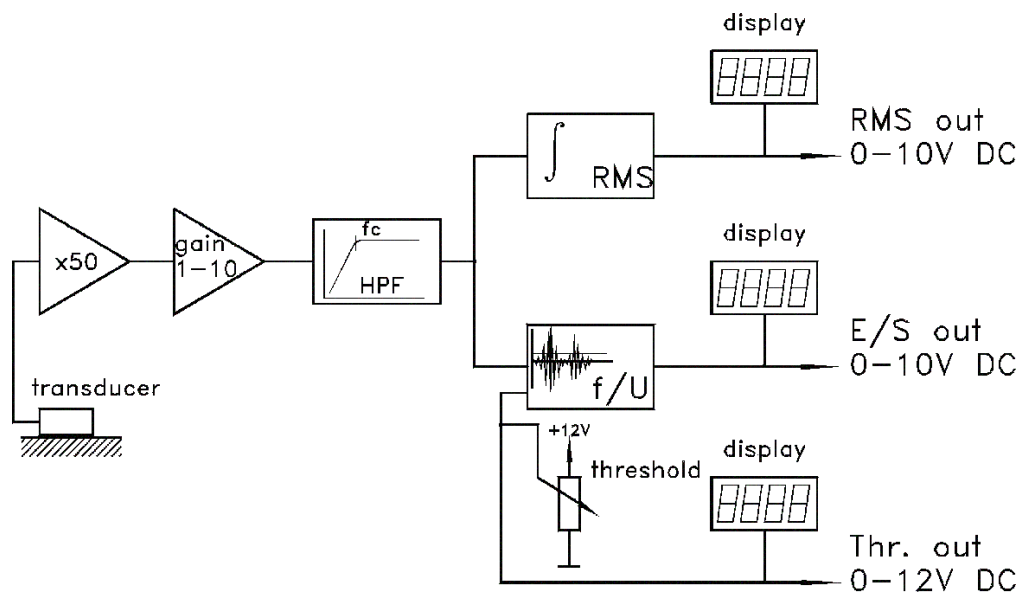 display
RMS out
0-10V DC
∫
RMS
gain
1-10
x50
fc
HPF
display
E/S out
0-10V DC
f/U
transducer
+12V
threshold
display
Thr. out
0-12V DC